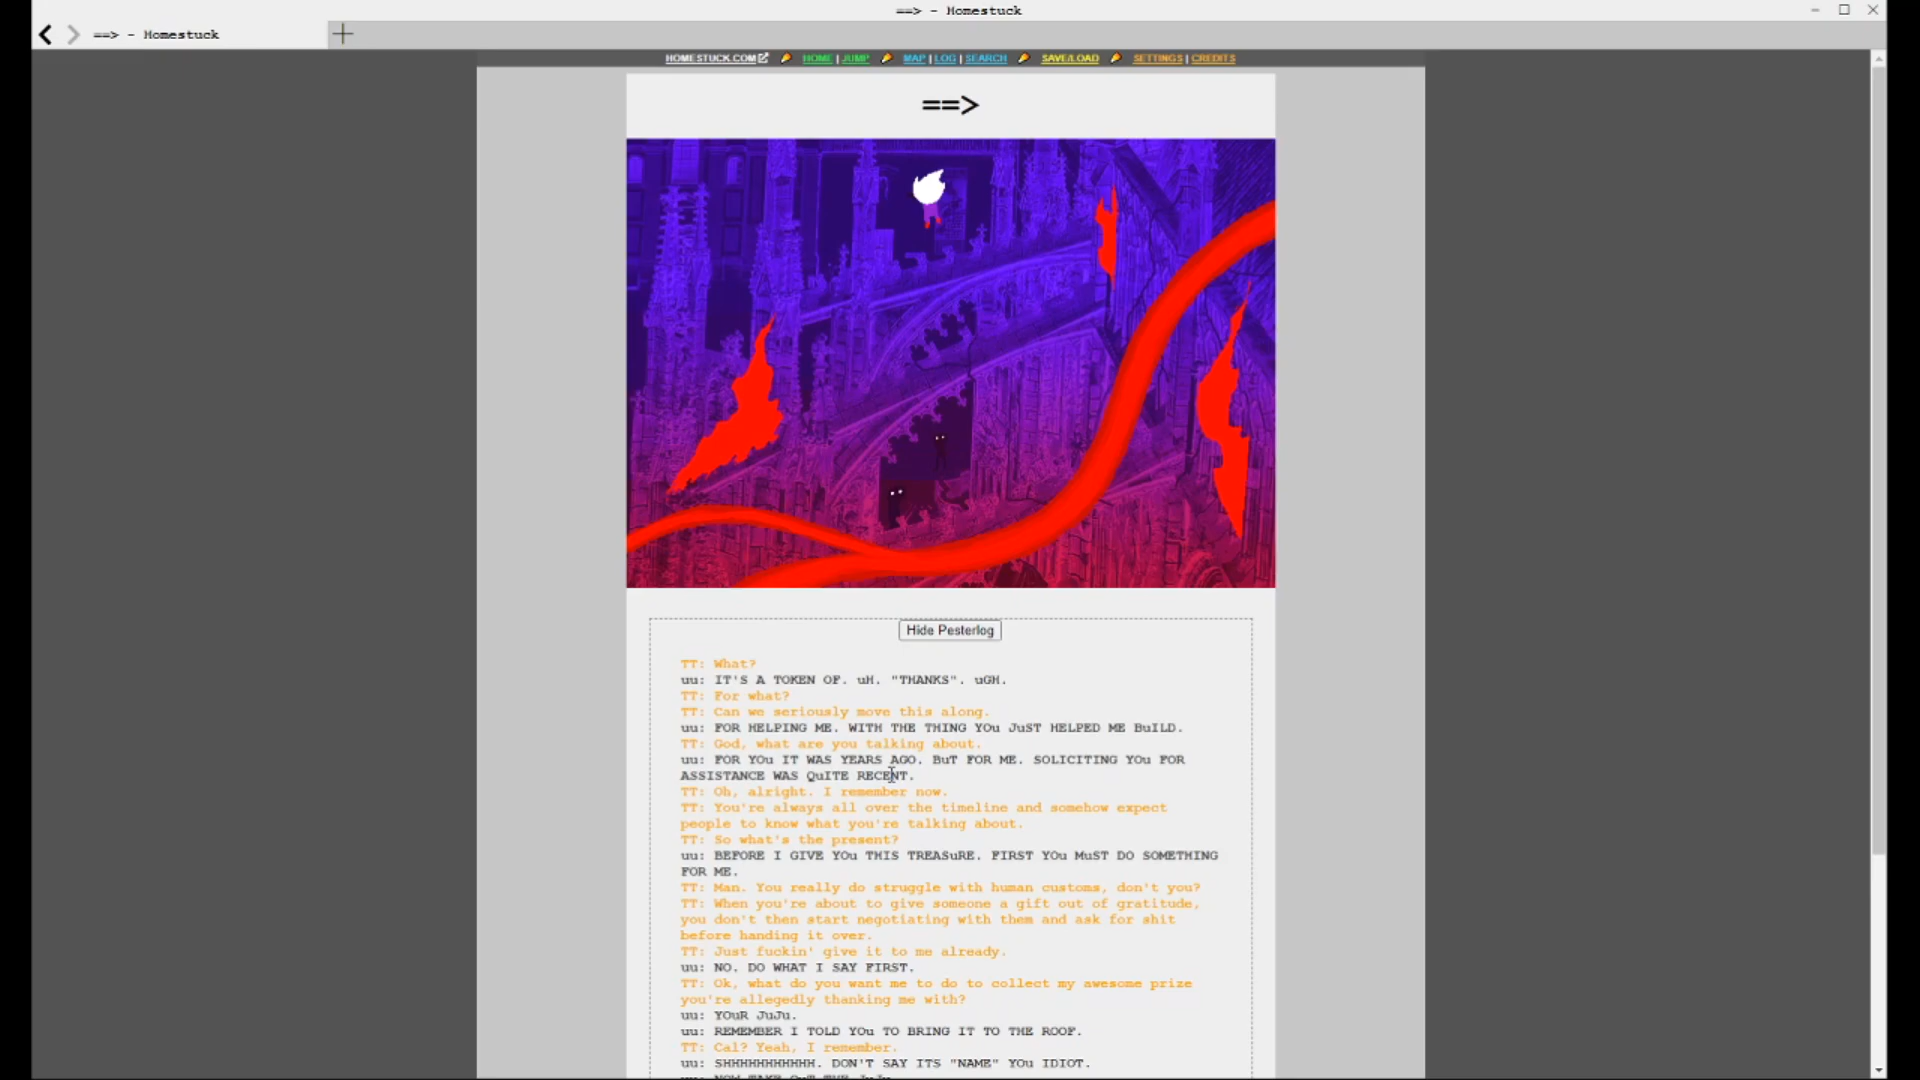 ==> - Homestuck
==> - Homestuck
HOMESTUCK.COM HOME | JUMP MAP | LOG | SEARCH SAVE/LOAD SETTINGS | CREDITS
==>
Hide Pesterlog
TT: What?
uu: IT'S A TOKEN OF. uH. "THANKS". uGH.
TT: For what?
TT: Can we seriously move this along.
uu: FOR HELPING ME. WITH THE THING YOu JuST HELPED ME BuILD.
TT: God, what are you talking about.
uu: FOR YOu IT WAS YEARS AGO. BuT FOR ME. SOLICITING YOu FOR
ASSISTANCE WAS QuITE RECENT.
TT: Oh, alright. I remember now.
TT: You're always all over the timeline and somehow expect
people to know what you're talking about.
TT: So what's the present?
uu: BEFORE I GIVE YOu THIS TREASuRE. FIRST YOu MuST DO SOMETHING
FOR ME.
TT: Man. You really do struggle with human customs, don't you?
TT: When you're about to give someone a gift out of gratitude,
you don't then start negotiating with them and ask for shit
before handing it over.
TT: Just fuckin' give it to me already.
uu: NO. DO WHAT I SAY FIRST.
TT: Ok, what do you want me to do to collect my awesome prize
you're allegedly thanking me with?
uu: YOuR JuJu.
uu: REMEMBER I TOLD YOu TO BRING IT TO THE ROOF.
TT: Cal? Yeah, I remember.
uu: SHHHHHHHHHHH. DON'T SAY ITS "NAME" YOu IDIOT.
uu: NOW TAKE OuT THE JuJu.